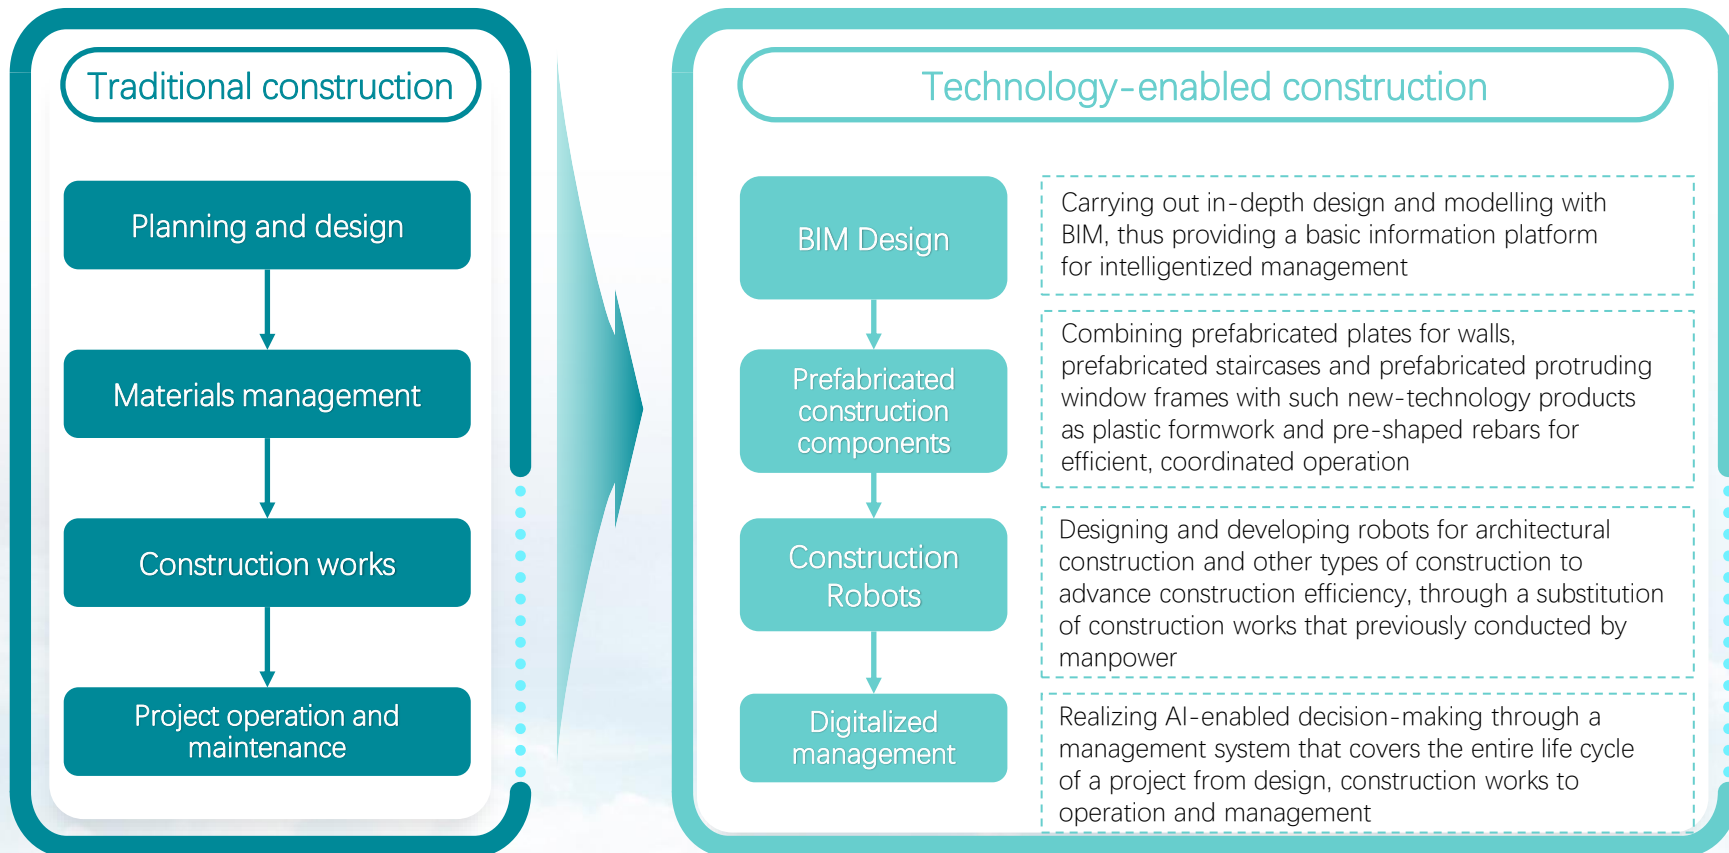 Traditional construction
Planning and design
Materials management
Construction works
Project operation and
maintenance
Technology-enabled construction
BIM Design
Carrying out in-depth design and modelling with
BIM, thus providing a basic information platform
for intelligentized management
Prefabricated
construction
components
Combining prefabricated plates for walls,
prefabricated staircases and prefabricated protruding
window frames with such new-technology products
as plastic formwork and pre-shaped rebars for
efficient, coordinated operation
Construction
Robots
Designing and developing robots for architectural
construction and other types of construction to
advance construction efficiency, through a substitution
of construction works that previously conducted by
manpower
Digitalized
management
Realizing AI-enabled decision-making through a
management system that covers the entire life cycle
of a project from design, construction works to
operation and management